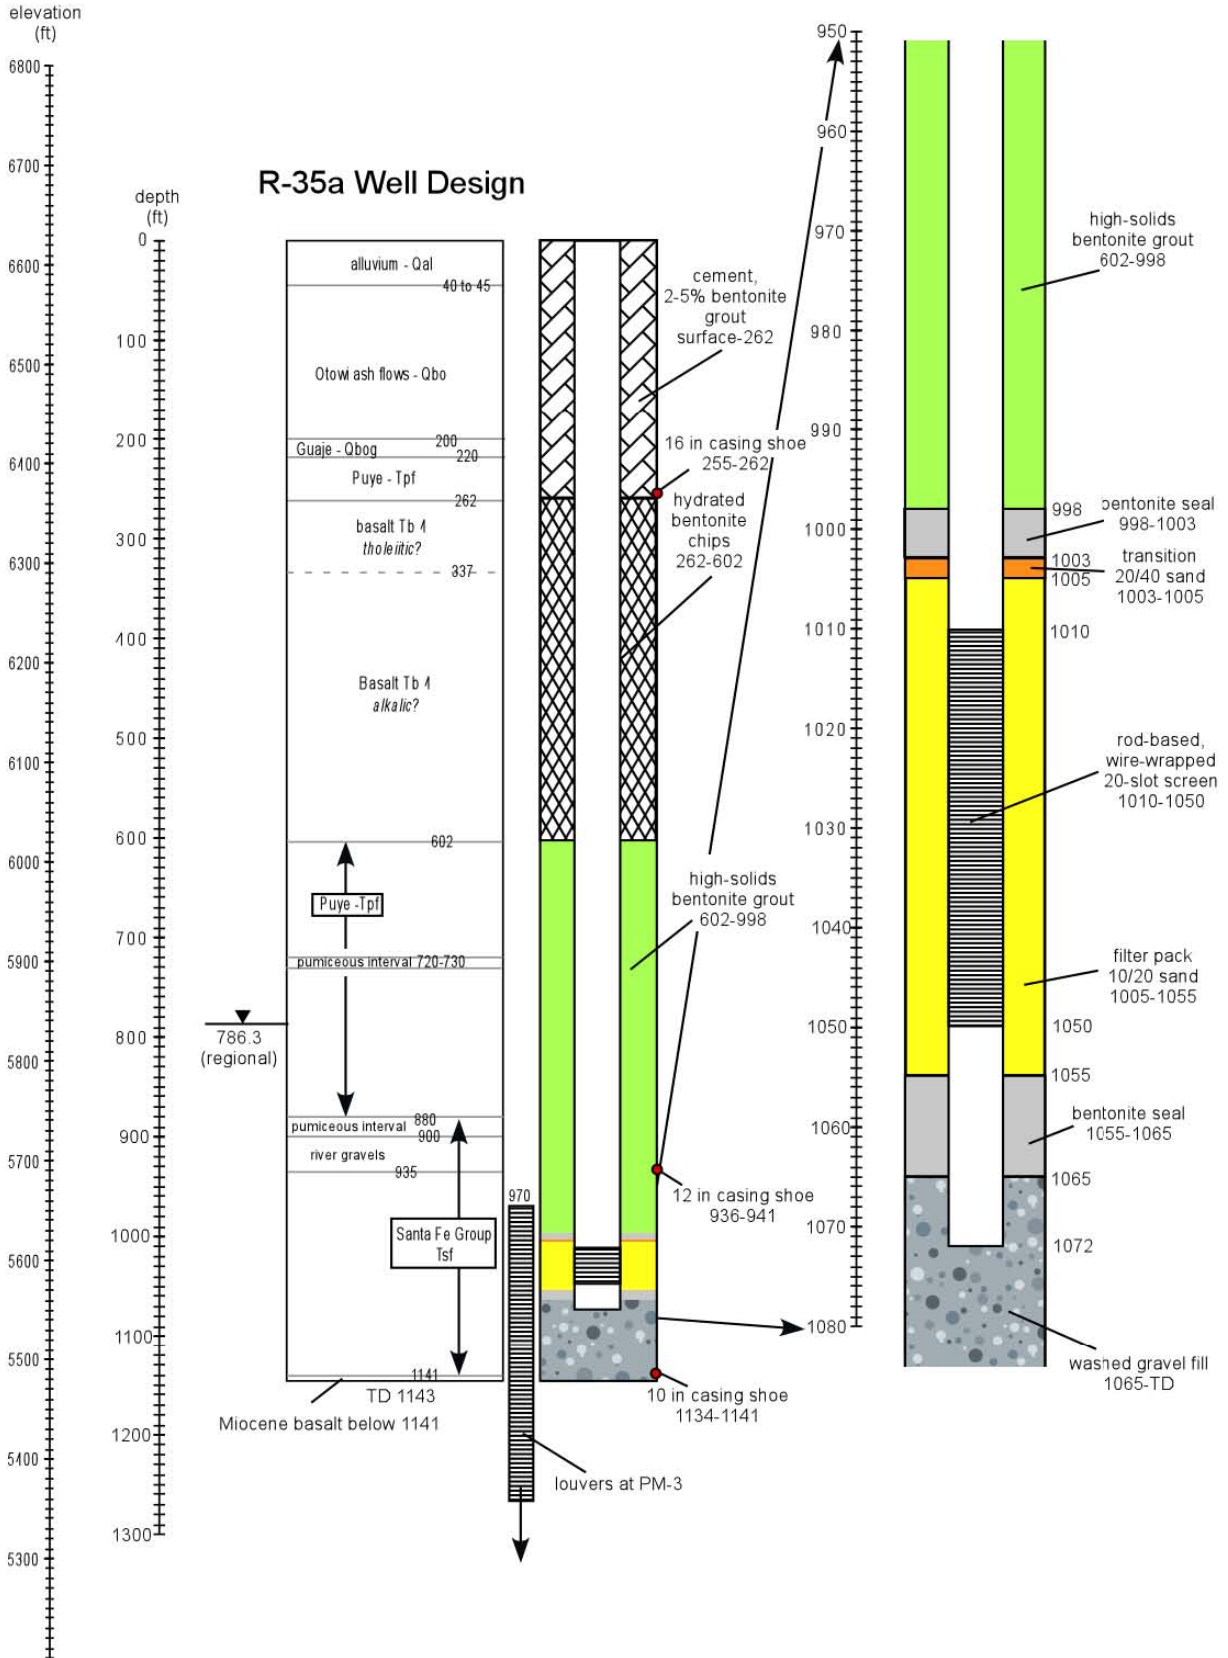 elevation
(ft)
6800
6700
6600
6500
6400
6300
6200
6100
6000
5900
5800
5700
5600
5500
5400
5300
R-35a Well Design
depth
(ft)
0
100
200
300
400
500
600
700
800
900
1000
1100
1200
1300
alluvium - Qal
40 to 45
Otowi ash flows - Qbo
200
Guaje - Qbog
220
Puye - Tpf
262
basalt Tb 4
tholeiitic?
337
Basalt Tb 4
alkalic?
602
Puye -Tpf
pumiceous interval 720-730
786.3
(regional)
880
pumiceous interval
900
river gravels
935
Santa Fe Group
Tsf
1141
TD 1143
Miocene basalt below 1141
970
louvers at PM-3
cement,
2-5% bentonite
grout
surface-262
16 in casing shoe
255-262
hydrated
bentonite
chips
262-602
high-solids
bentonite grout
602-998
12 in casing shoe
936-941
10 in casing shoe
1134-1141
950
960
970
980
990
1000
1010
1020
1030
1040
1050
1060
1070
1080
high-solids
bentonite grout
602-998
998
bentonite seal
998-1003
1003
transition
20/40 sand
1003-1005
1005
1010
rod-based,
wire-wrapped
20-slot screen
1010-1050
filter pack
10/20 sand
1005-1055
1050
1055
bentonite seal
1055-1065
1065
1072
washed gravel fill
1065-TD